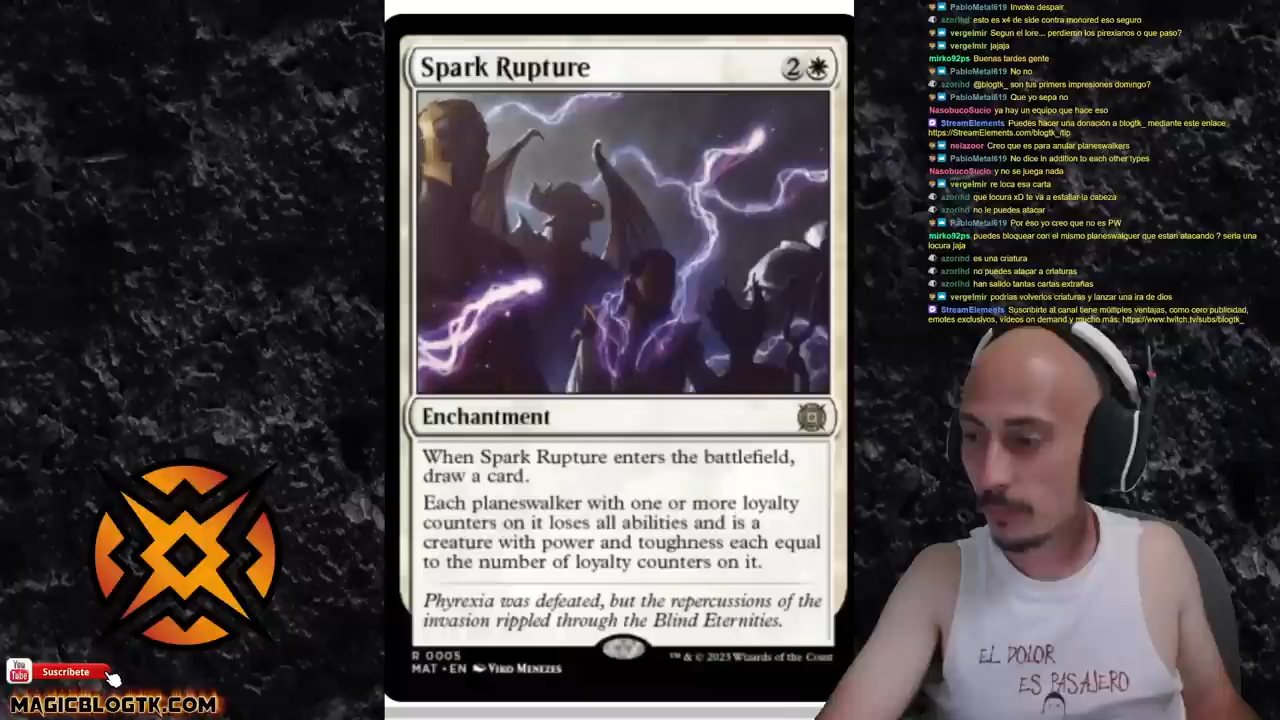 Spark Rupture 2
Enchantment
When Spark Rupture enters the battlefield,
draw a card.
Each planeswalker with one or more loyalty
counters on it loses all abilities and is a
creature with power and toughness each equal
to the number of loyalty counters on it.
Phyrexia was defeated, but the repercussions of the
invasion rippled through the Blind Eternities.
R 0005
MAT • EN VIKO MENEZES
™ & © 2023 Wizards of the Coast
PabloMetal619 Invoke despair
azorihd esto es x4 de side contra monored eso seguro
vergelmir Segun el lore... perdieron los pirexianos o que paso?
vergelmir jajaja
mirko92ps Buenas tardes gente
PabloMetal619 No no
azorihd @blogtk_ son tus primers impresiones domingo?
PabloMetal619 Que yo sepa no
NasobucoSucio ya hay un equipo que hace eso
StreamElements Puedes hacer una donación a blogtk_ mediante este enlace
https://StreamElements.com/blogtk_/tip
nelazoor Creo que es para anular planeswalkers
PabloMetal619 No dice in addition to each other types
NasobucoSucio y no se juega nada
vergelmir re loca esa carta
azorihd que locura xD te va a estallar la cabeza
azorihd no le puedes atacar
PabloMetal619 Por eso yo creo que no es PW
mirko92ps puedes bloquear con el mismo planeswalguer que estan atacando ? seria una
locura jaja
azorihd es una criatura
azorihd no puedes atacar a criaturas
azorihd han salido tantas cartas extrañas
vergelmir podrias volverlos criaturas y lanzar una ira de dios
StreamElements Suscribirte al canal tiene múltiples ventajas, como cero publicidad,
emotes exclusivos, vídeos on demand y mucho más: https://www.twitch.tv/subs/blogtk_
EL DOLOR
ES PASAJERO
You
Tube
Suscríbete
MAGICBLOGTK.COM